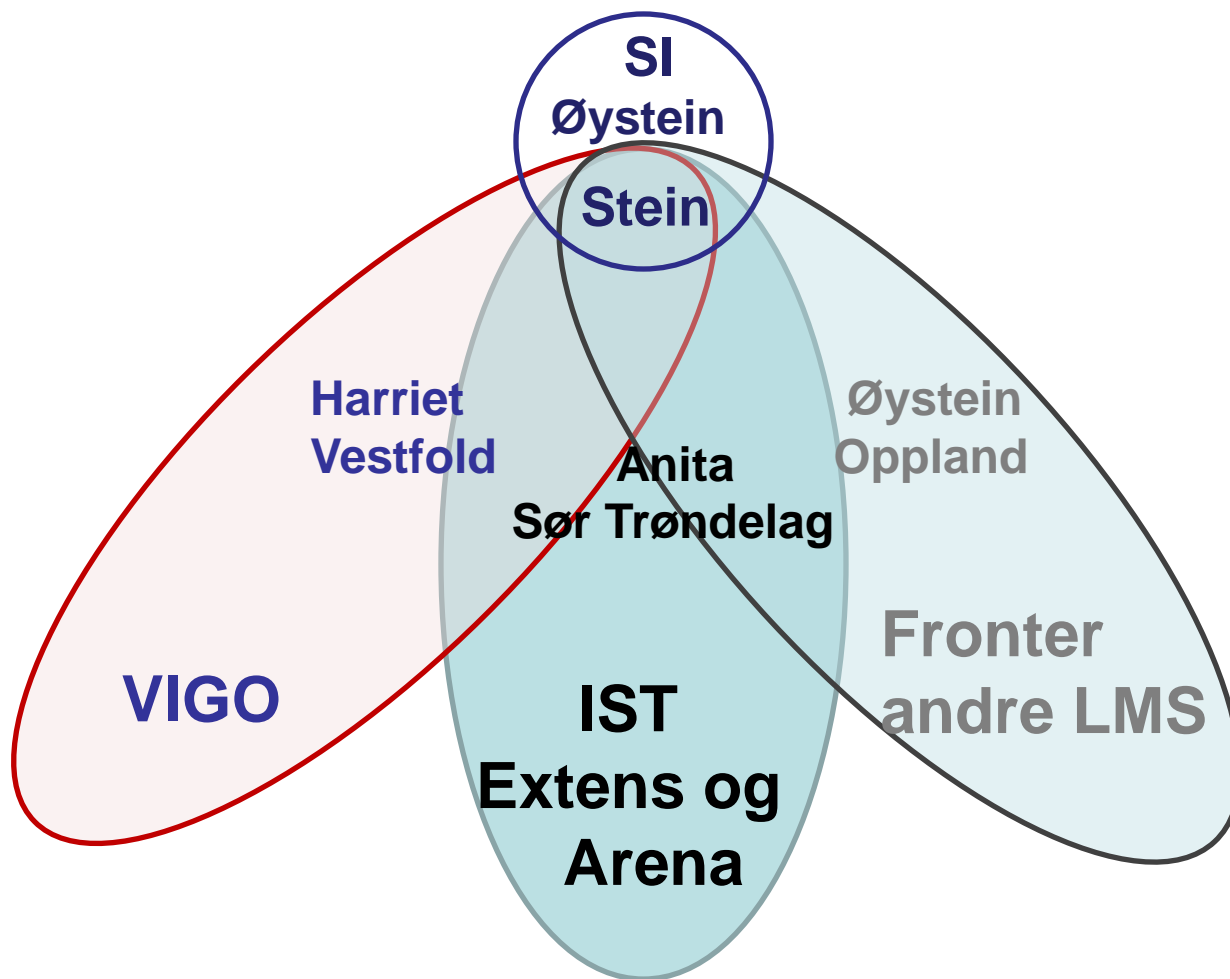 SI
Øystein
Stein
Harriet
Vestfold
Øystein
Oppland
Anita
Sør Trøndelag
Fronter
andre LMS
VIGO
IST
Extens og
Arena